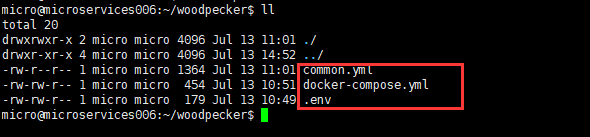 micro@microservices006:~/woodpecker$ ll
total 20
drwxrwxr-x 2 micro micro 4096 Jul 13 11:01 ./
drwxr-xr-x 4 micro micro 4096 Jul 13 14:52 ../
-rw-r--r-- 1 micro micro 1364 Jul 13 11:01 common.yml
-rw-rw-r-- 1 micro micro  454 Jul 13 10:51 docker-compose.yml
-rw-rw-r-- 1 micro micro  179 Jul 13 10:49 .env
micro@microservices006:~/woodpecker$